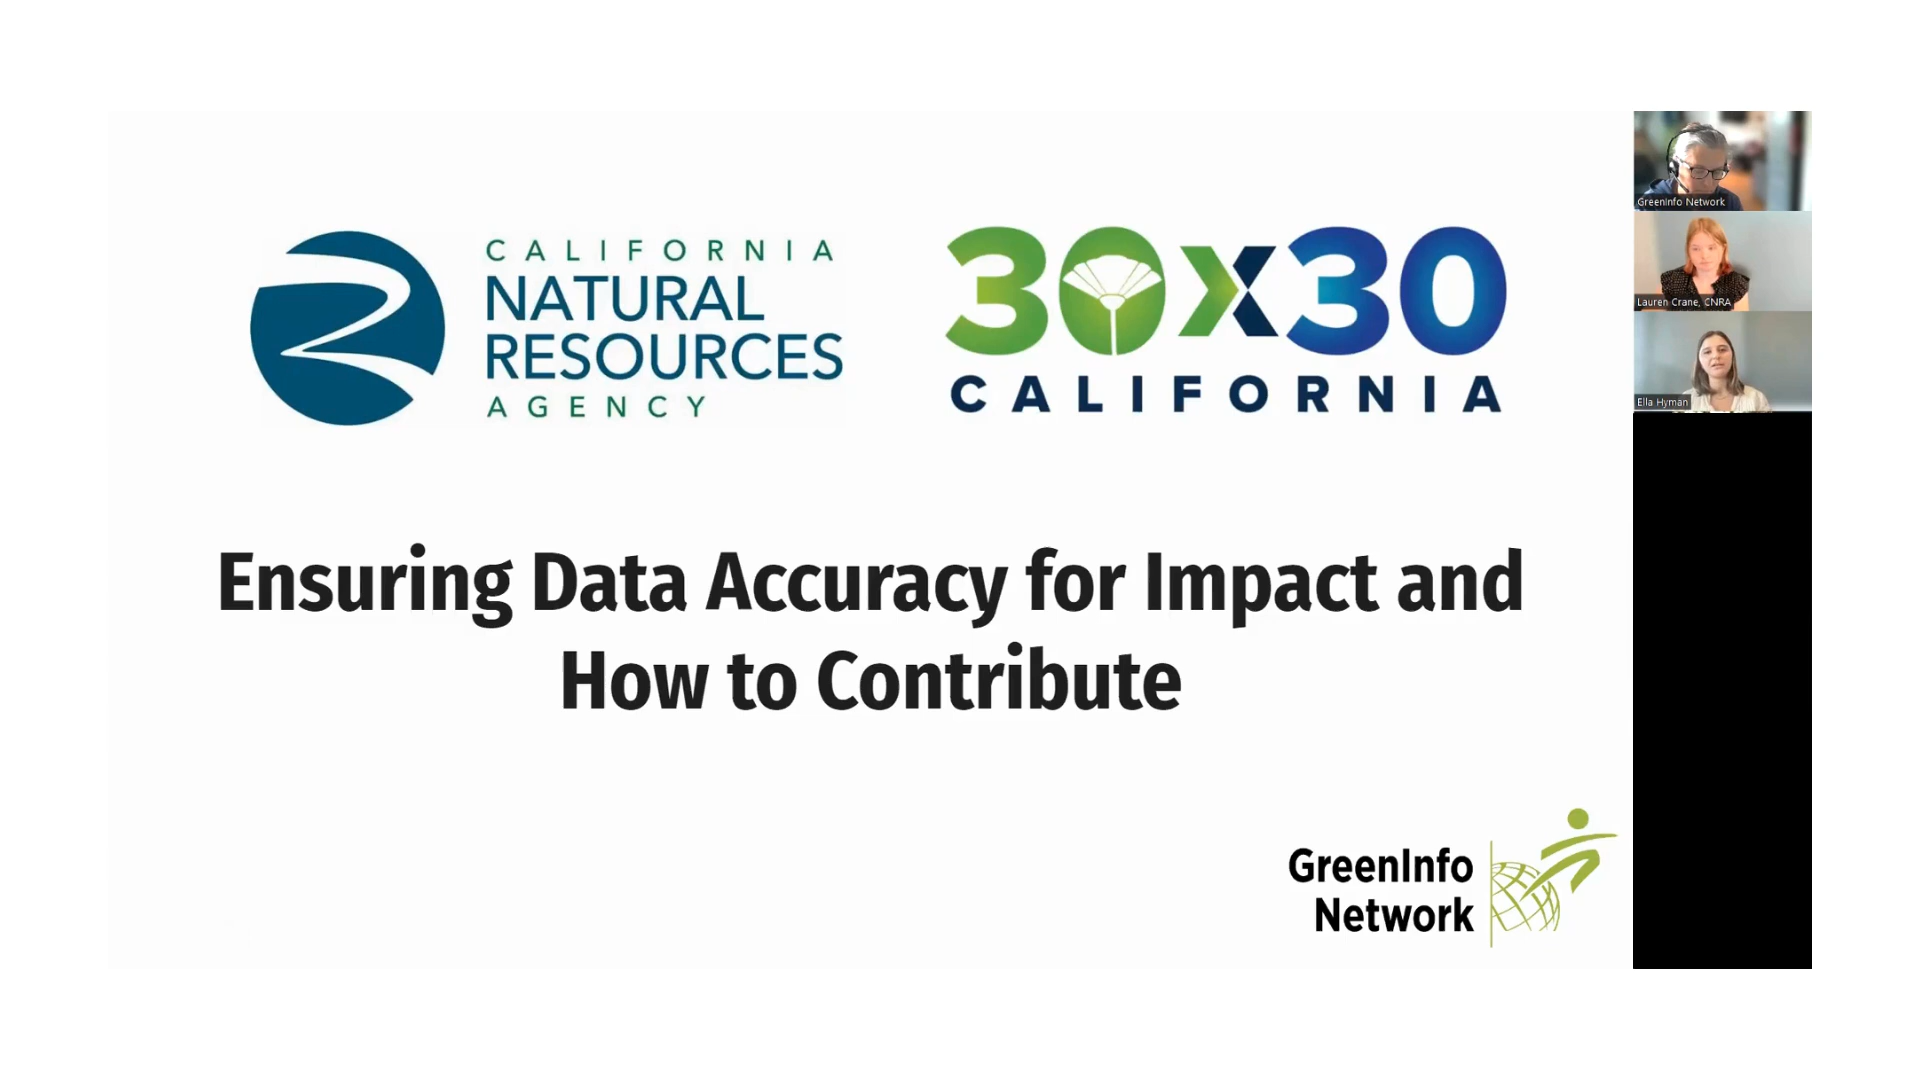 CALIFORNIA
NATURAL
RESOURCES
AGENCY
30x30
CALIFORNIA
Ensuring Data Accuracy for Impact and
How to Contribute
GreenInfo
Network
GreenInfo Network
Lauren Crane, CNRA
Ella Hyman